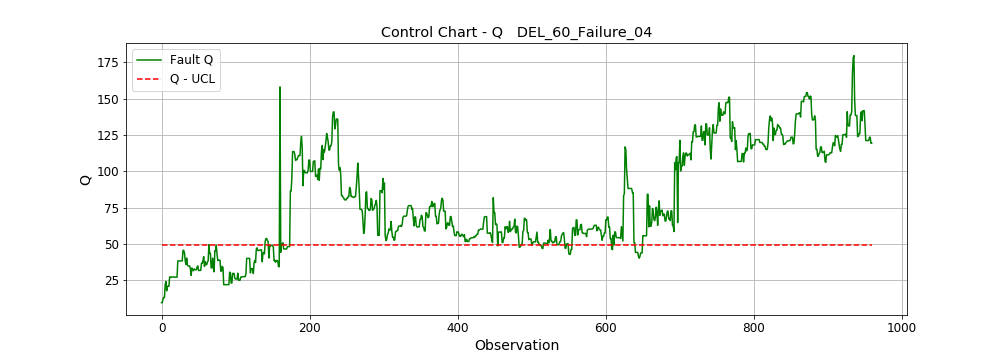 Control Chart - Q   DEL_60_Failure_04
Fault Q
Q - UCL
175
150
125
100
75
50
25
Q
0
200
400
600
800
1000
Observation